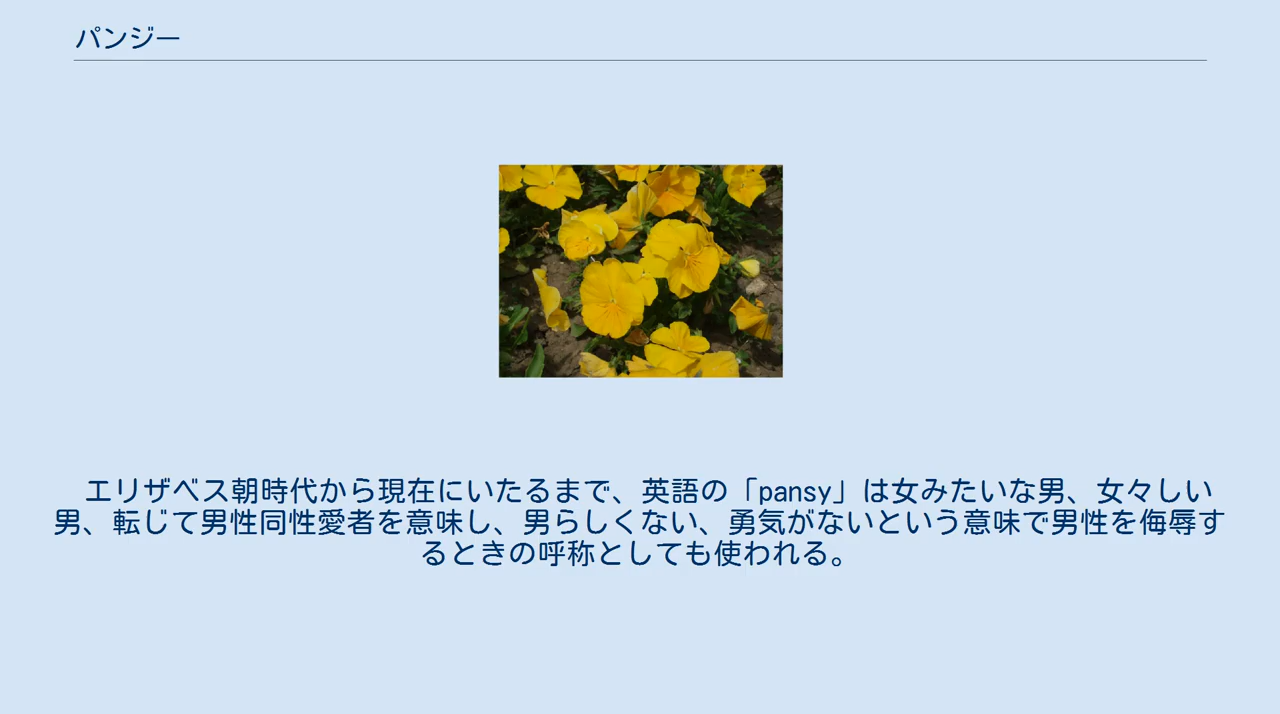 パンジー
エリザベス朝時代から現在にいたるまで、英語の「pansy」は女みたいな男、女々しい
男、転じて男性同性愛者を意味し、男らしくない、勇気がないという意味で男性を侮辱す
るときの呼称としても使われる。